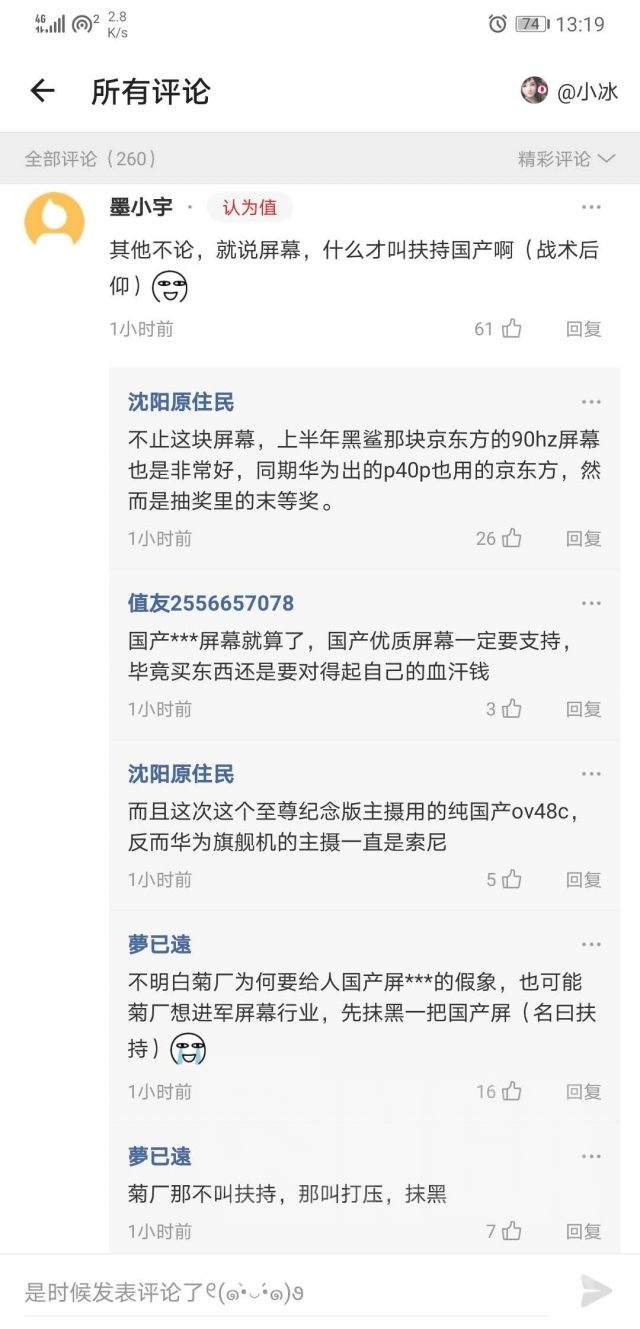 4G 2 2.8 K/s 74 13:19
所有评论 @小冰
全部评论（260） 精彩评论
墨小宇 · 认为值
其他不论，就说屏幕，什么才叫扶持国产啊（战术后
仰）
1小时前 61 回复
沈阳原住民
不止这块屏幕，上半年黑鲨那块京东方的90hz屏幕
也是非常好，同期华为出的p40p也用的京东方，然
而是抽奖里的末等奖。
1小时前 26 回复
值友2556657078
国产***屏幕就算了，国产优质屏幕一定要支持，
毕竟买东西还是要对得起自己的血汗钱
1小时前 3 回复
沈阳原住民
而且这次这个至尊纪念版主摄用的纯国产ov48c，
反而华为旗舰机的主摄一直是索尼
1小时前 5 回复
夢已遠
不明白菊厂为何要给人国产屏***的假象，也可能
菊厂想进军屏幕行业，先抹黑一把国产屏（名曰扶
持）
1小时前 16 回复
夢已遠
菊厂那不叫扶持，那叫打压，抹黑
1小时前 7 回复
是时候发表评论了